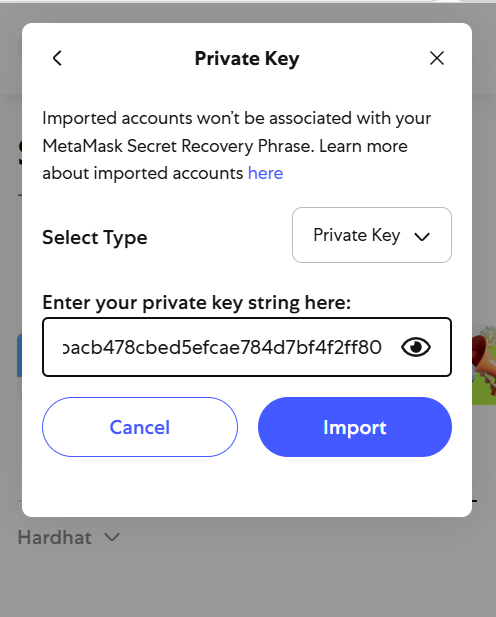 Private Key
Imported accounts won't be associated with your
MetaMask Secret Recovery Phrase. Learn more
about imported accounts here
Select Type
Private Key
Enter your private key string here:
bacb478cbed5efcae784d7bf4f2ff80
Cancel
Import
Hardhat